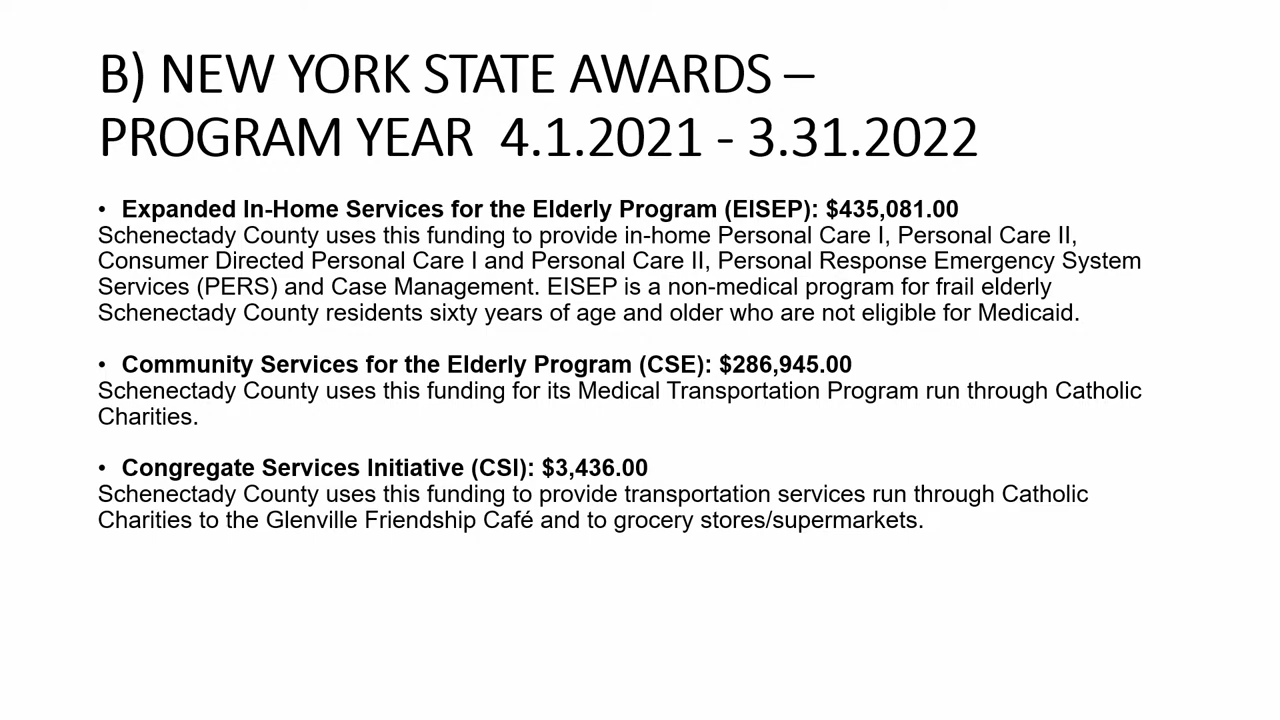 B) NEW YORK STATE AWARDS –
PROGRAM YEAR 4.1.2021 - 3.31.2022
• Expanded In-Home Services for the Elderly Program (EISEP): $435,081.00
Schenectady County uses this funding to provide in-home Personal Care I, Personal Care II,
Consumer Directed Personal Care I and Personal Care II, Personal Response Emergency System
Services (PERS) and Case Management. EISEP is a non-medical program for frail elderly
Schenectady County residents sixty years of age and older who are not eligible for Medicaid.
• Community Services for the Elderly Program (CSE): $286,945.00
Schenectady County uses this funding for its Medical Transportation Program run through Catholic
Charities.
• Congregate Services Initiative (CSI): $3,436.00
Schenectady County uses this funding to provide transportation services run through Catholic
Charities to the Glenville Friendship Café and to grocery stores/supermarkets.